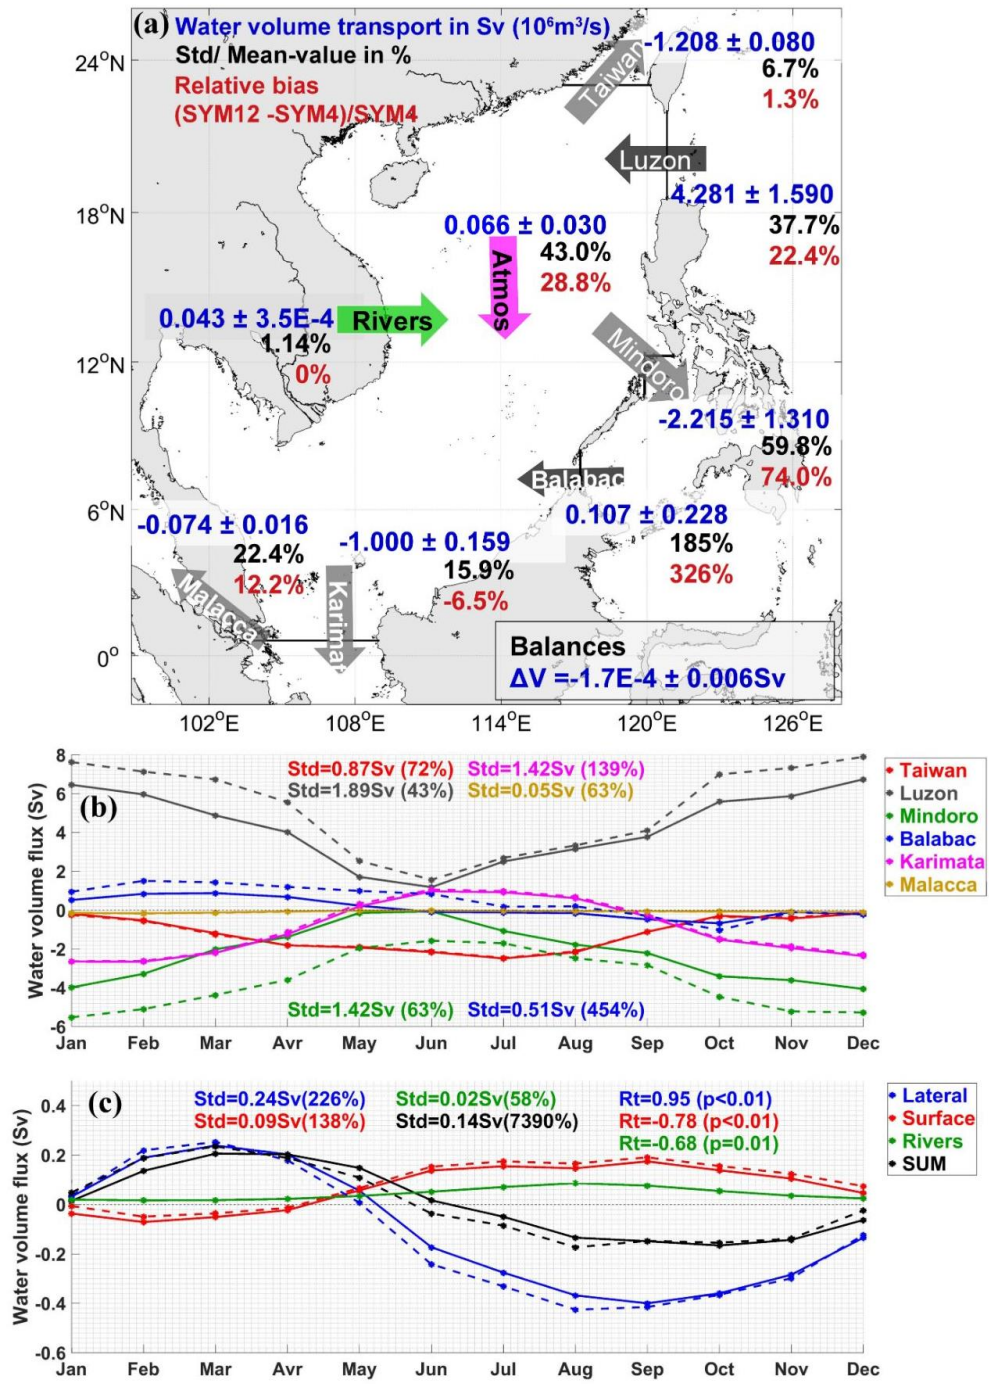 (a) Water volume transport in Sv (10⁶m³/s)
Std/ Mean-value in %
Relative bias
(SYM12 -SYM4)/SYM4
24°N
18°N
12°N
6°N
0°
102°E
108°E
114°E
120°E
126°E
Taiwan
-1.208 ± 0.080
6.7%
1.3%
Luzon
4.281 ± 1.590
37.7%
22.4%
0.066 ± 0.030
43.0%
28.8%
Atmos
0.043 ± 3.5E-4
1.14%
0%
Rivers
Mindoro
-2.215 ± 1.310
59.8%
74.0%
Balabac
0.107 ± 0.228
185%
326%
-0.074 ± 0.016
22.4%
12.2%
Malacca
-1.000 ± 0.159
15.9%
-6.5%
Karimat
Balances
ΔV =-1.7E-4 ± 0.006Sv
(b)
Water volume flux (Sv)
8
6
4
2
0
-2
-4
-6
Std=0.87Sv (72%) Std=1.42Sv (139%)
Std=1.89Sv (43%) Std=0.05Sv (63%)
Std=1.42Sv (63%) Std=0.51Sv (454%)
Jan Feb Mar Avr May Jun Jul Aug Sep Oct Nov Dec
Taiwan
Luzon
Mindoro
Balabac
Karimata
Malacca
(c)
Water volume flux (Sv)
0.4
0.2
0
-0.2
-0.4
-0.6
Std=0.24Sv(226%) Std=0.02Sv(58%) Rt=0.95 (p<0.01)
Std=0.09Sv(138%) Std=0.14Sv(7390%) Rt=-0.78 (p<0.01)
Rt=-0.68 (p=0.01)
Jan Feb Mar Avr May Jun Jul Aug Sep Oct Nov Dec
Lateral
Surface
Rivers
SUM